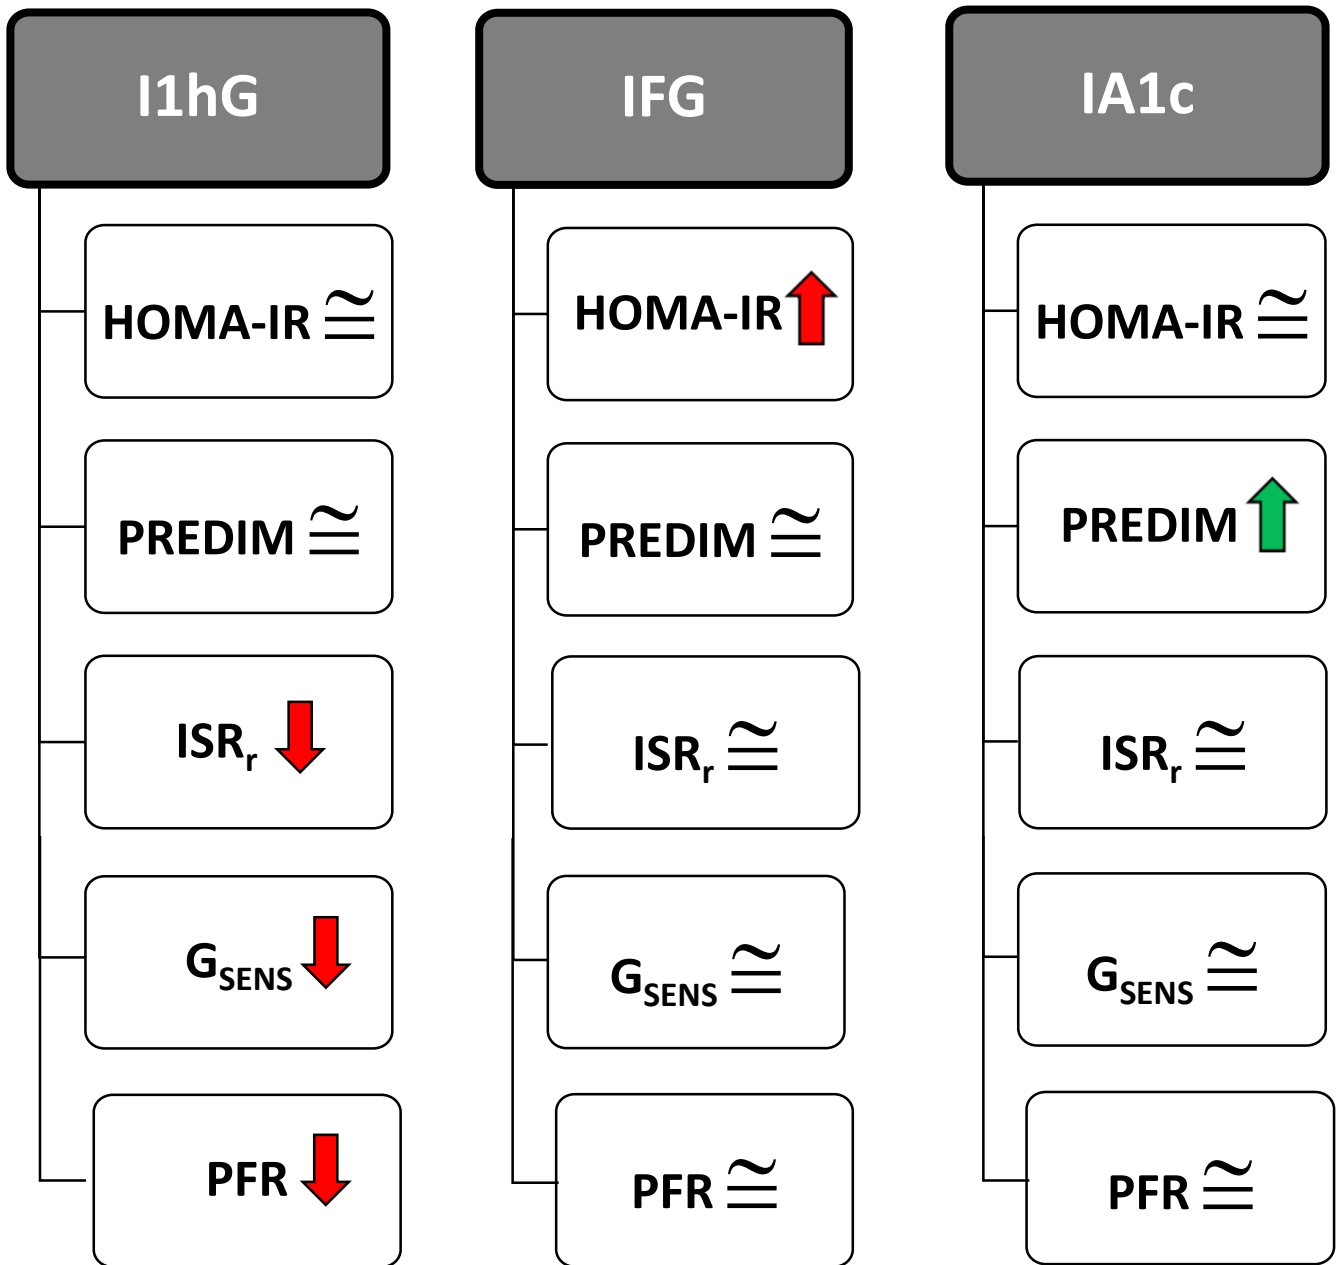 I1hG
HOMA-IR ≅
PREDIM ≅
ISRr
GSENS
PFR
IFG
HOMA-IR
PREDIM ≅
ISRr ≅
GSENS ≅
PFR ≅
IA1c
HOMA-IR ≅
PREDIM
ISRr ≅
GSENS ≅
PFR ≅